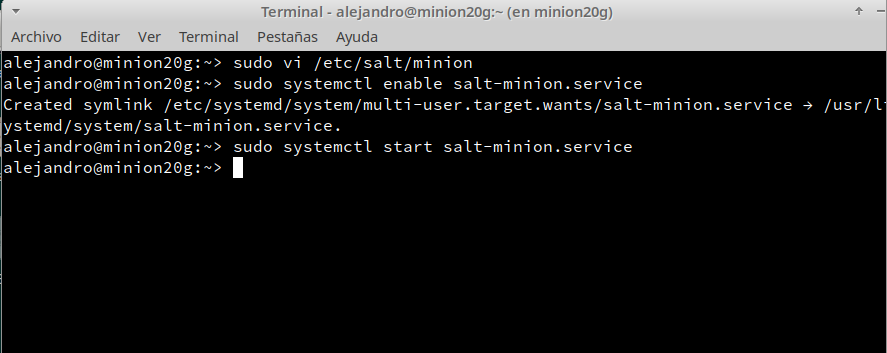 Terminal - alejandro@minion20g:~ (en minion20g)
Archivo Editar Ver Terminal Pestañas Ayuda
alejandro@minion20g:~> sudo vi /etc/salt/minion
alejandro@minion20g:~> sudo systemctl enable salt-minion.service
Created symlink /etc/systemd/system/multi-user.target.wants/salt-minion.service → /usr/li
ystemd/system/salt-minion.service.
alejandro@minion20g:~> sudo systemctl start salt-minion.service
alejandro@minion20g:~>